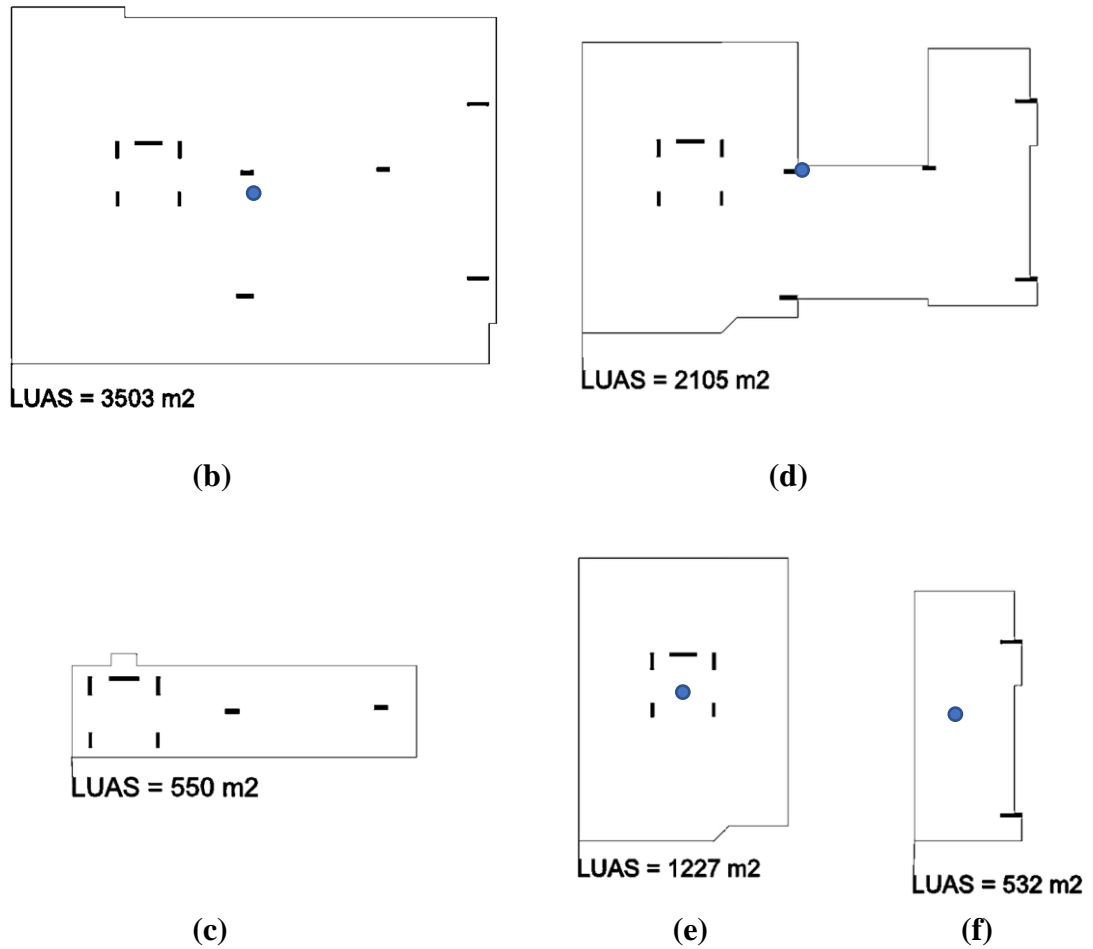 LUAS = 3503 m2
LUAS = 2105 m2
(b)
(d)
LUAS = 550 m2
LUAS = 1227 m2
LUAS = 532 m2
(c)
(e)
(f)